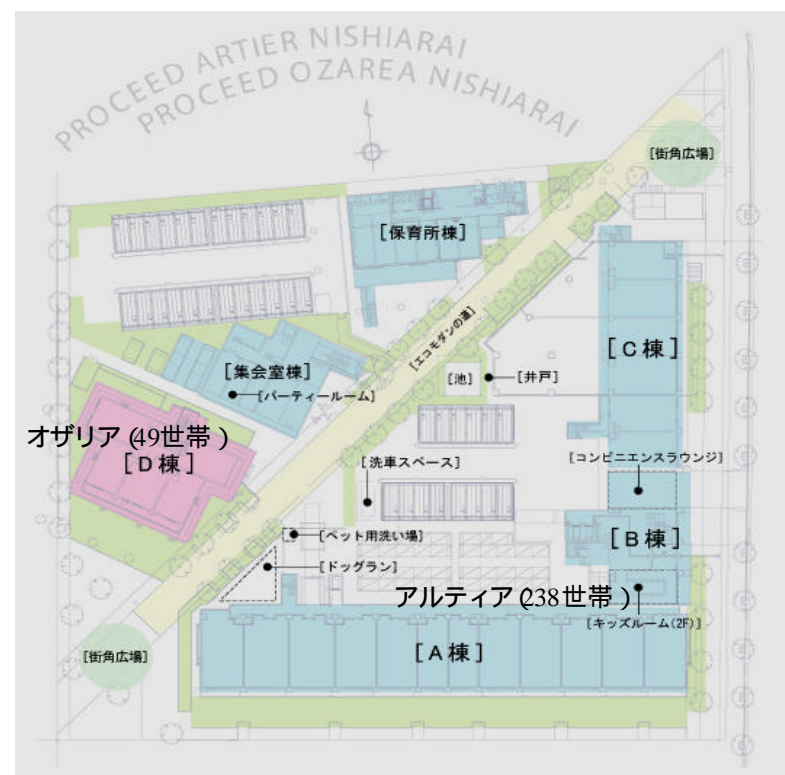 PROCEED ARTIER NISHIARAI
PROCEED OZAREA NISHIARAI
[街角広場]
[保育所棟]
[エコモダンの道]
[C棟]
[集会室棟]
[池]
[井戸]
[パーティールーム]
オザリア(49世帯)
[D棟]
[洗車スペース]
[コンビニエンスラウンジ]
[ペット用洗い場]
[B棟]
[ドッグラン]
アルティア(238世帯)
[キッズルーム(2F)]
[街角広場]
[A棟]